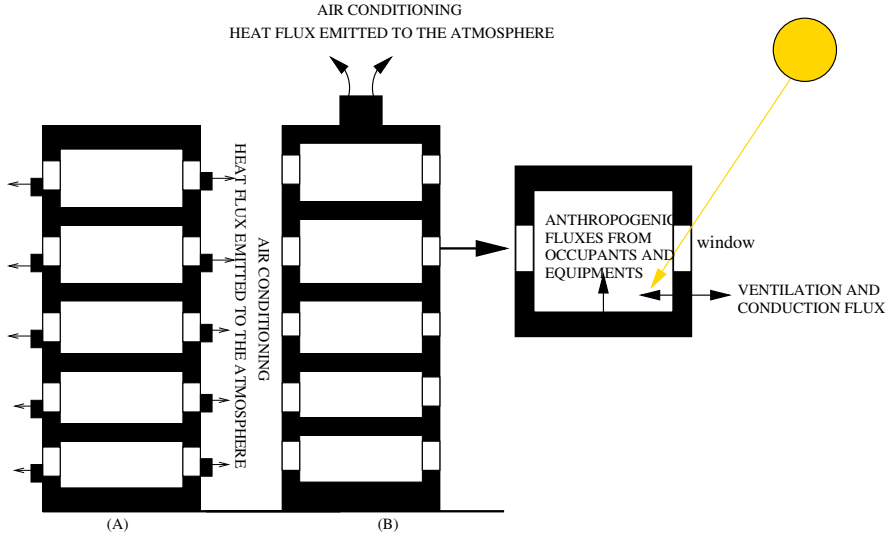 AIR CONDITIONING
HEAT FLUX EMITTED TO THE ATMOSPHERE
AIR CONDITIONING
HEAT FLUX EMITTED TO THE ATMOSPHERE
ANTHROPOGENIC
FLUXES FROM
OCCUPANTS AND
EQUIPMENTS
window
VENTILATION AND
CONDUCTION FLUX
(A)
(B)